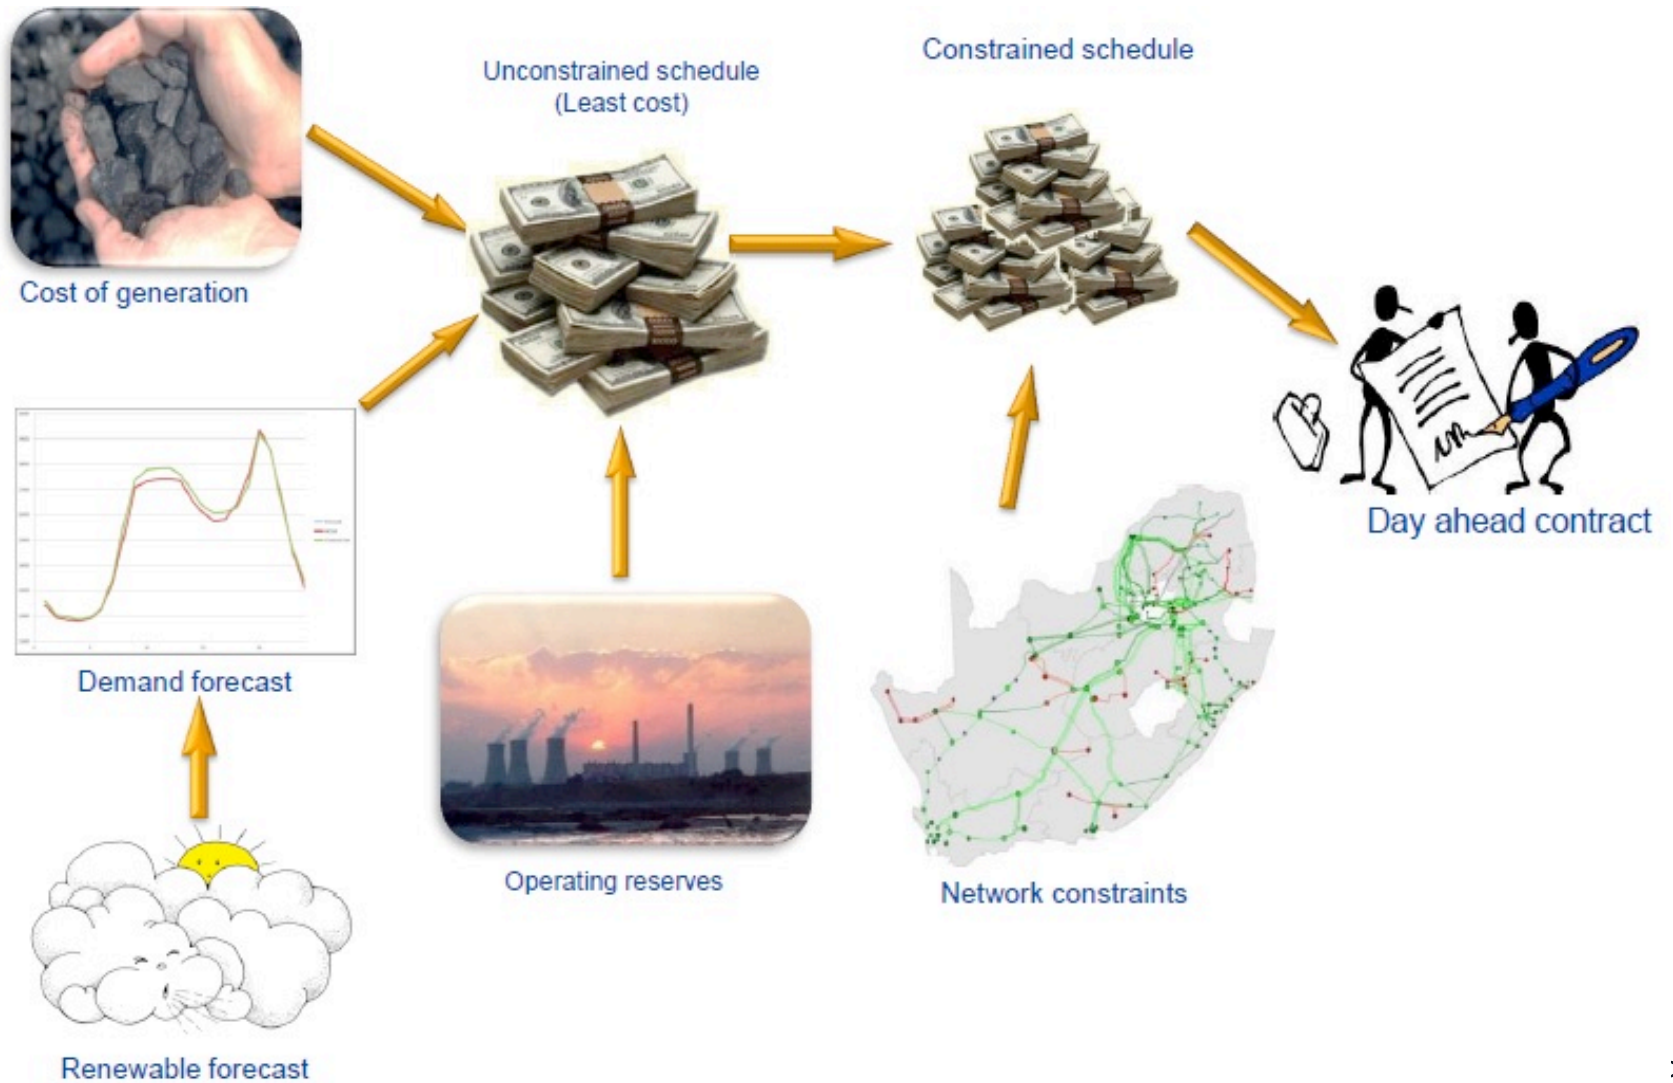 Unconstrained schedule
(Least cost)
Constrained schedule
Cost of generation
Day ahead contract
Demand forecast
Operating reserves
Network constraints
Renewable forecast